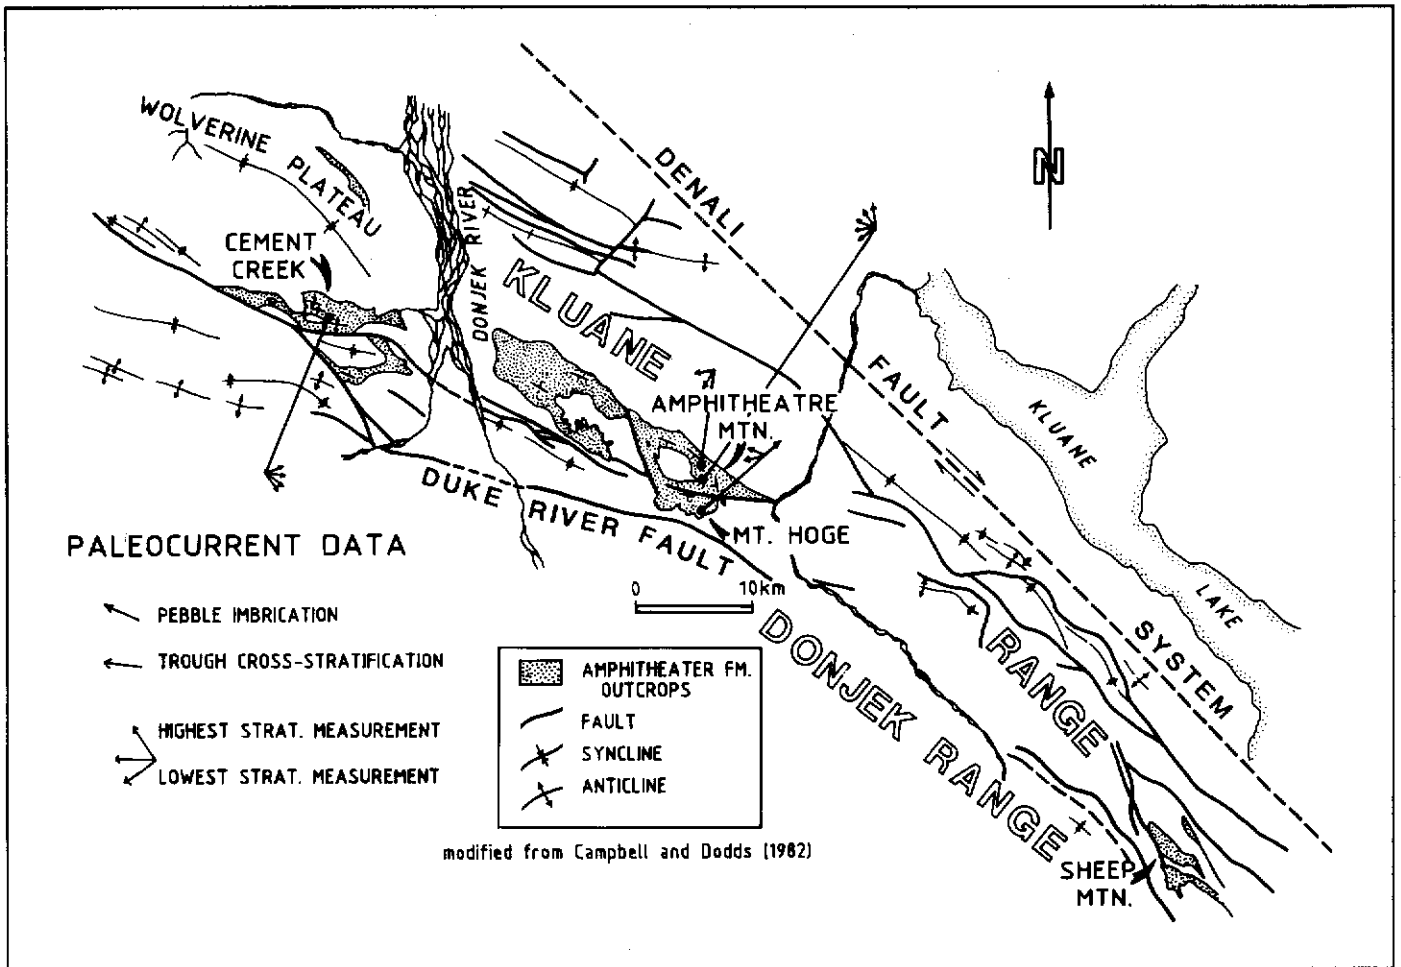 WOLVERINE PLATEAU
CEMENT
CREEK
DONJEK RIVER
DENALI FAULT SYSTEM
N
KLUANE RANGE
AMPHITHEATRE
MTN.
KLUANE LAKE
DUKE RIVER FAULT
MT. HOGE
0 10km
DONJEK RANGE
SHEEP
MTN.
PALEOCURRENT DATA
PEBBLE IMBRICATION
TROUGH CROSS-STRATIFICATION
HIGHEST STRAT. MEASUREMENT
LOWEST STRAT. MEASUREMENT
AMPHITHEATER FM.
OUTCROPS
FAULT
SYNCLINE
ANTICLINE
modified from Campbell and Dodds (1982)